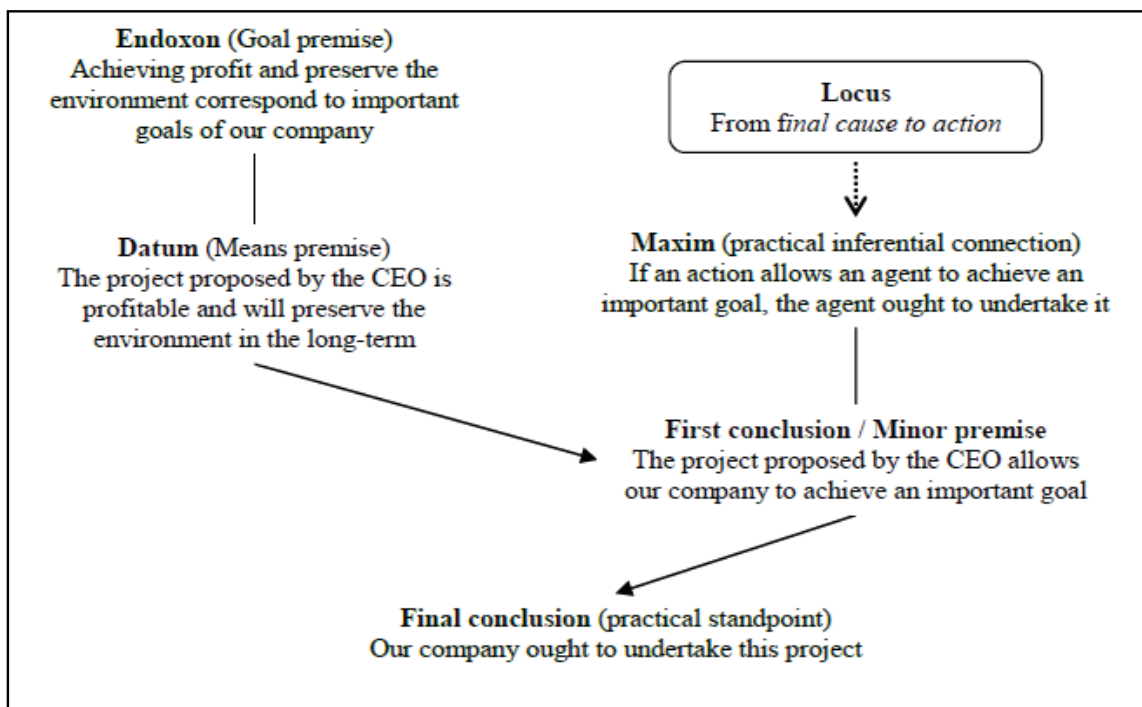 Endoxon (Goal premise)
Achieving profit and preserve the
environment correspond to important
goals of our company
Locus
From final cause to action
Datum (Means premise)
The project proposed by the CEO is
profitable and will preserve the
environment in the long-term
Maxim (practical inferential connection)
If an action allows an agent to achieve an
important goal, the agent ought to undertake it
First conclusion / Minor premise
The project proposed by the CEO allows
our company to achieve an important goal
Final conclusion (practical standpoint)
Our company ought to undertake this project